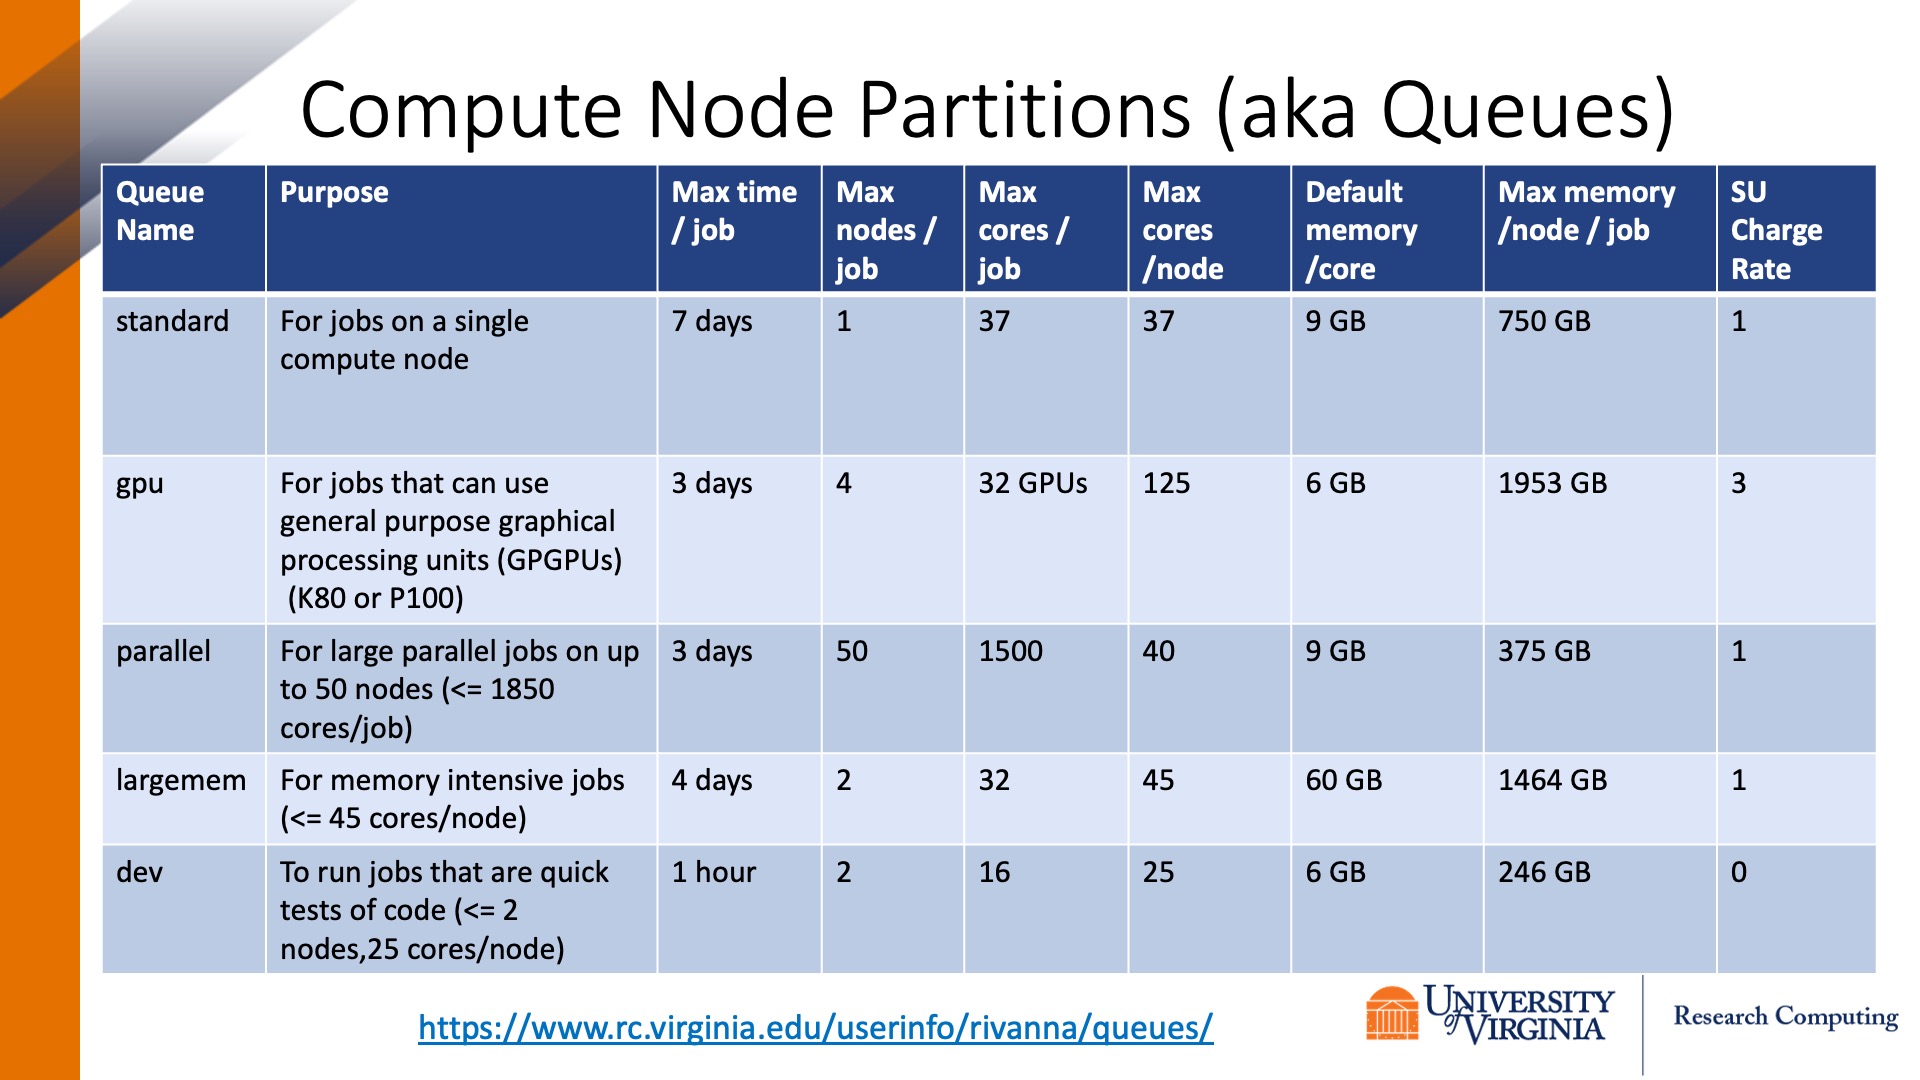 Compute Node Partitions (aka Queues)
Queue Name | Purpose | Max time / job | Max nodes / job | Max cores / job | Max cores /node | Default memory /core | Max memory /node / job | SU Charge Rate
standard | For jobs on a single compute node | 7 days | 1 | 37 | 37 | 9 GB | 750 GB | 1
gpu | For jobs that can use general purpose graphical processing units (GPGPUs) (K80 or P100) | 3 days | 4 | 32 GPUs | 125 | 6 GB | 1953 GB | 3
parallel | For large parallel jobs on up to 50 nodes (<= 1850 cores/job) | 3 days | 50 | 1500 | 40 | 9 GB | 375 GB | 1
largemem | For memory intensive jobs (<= 45 cores/node) | 4 days | 2 | 32 | 45 | 60 GB | 1464 GB | 1
dev | To run jobs that are quick tests of code (<= 2 nodes,25 cores/node) | 1 hour | 2 | 16 | 25 | 6 GB | 246 GB | 0
https://www.rc.virginia.edu/userinfo/rivanna/queues/
UNIVERSITY
of VIRGINIA
Research Computing